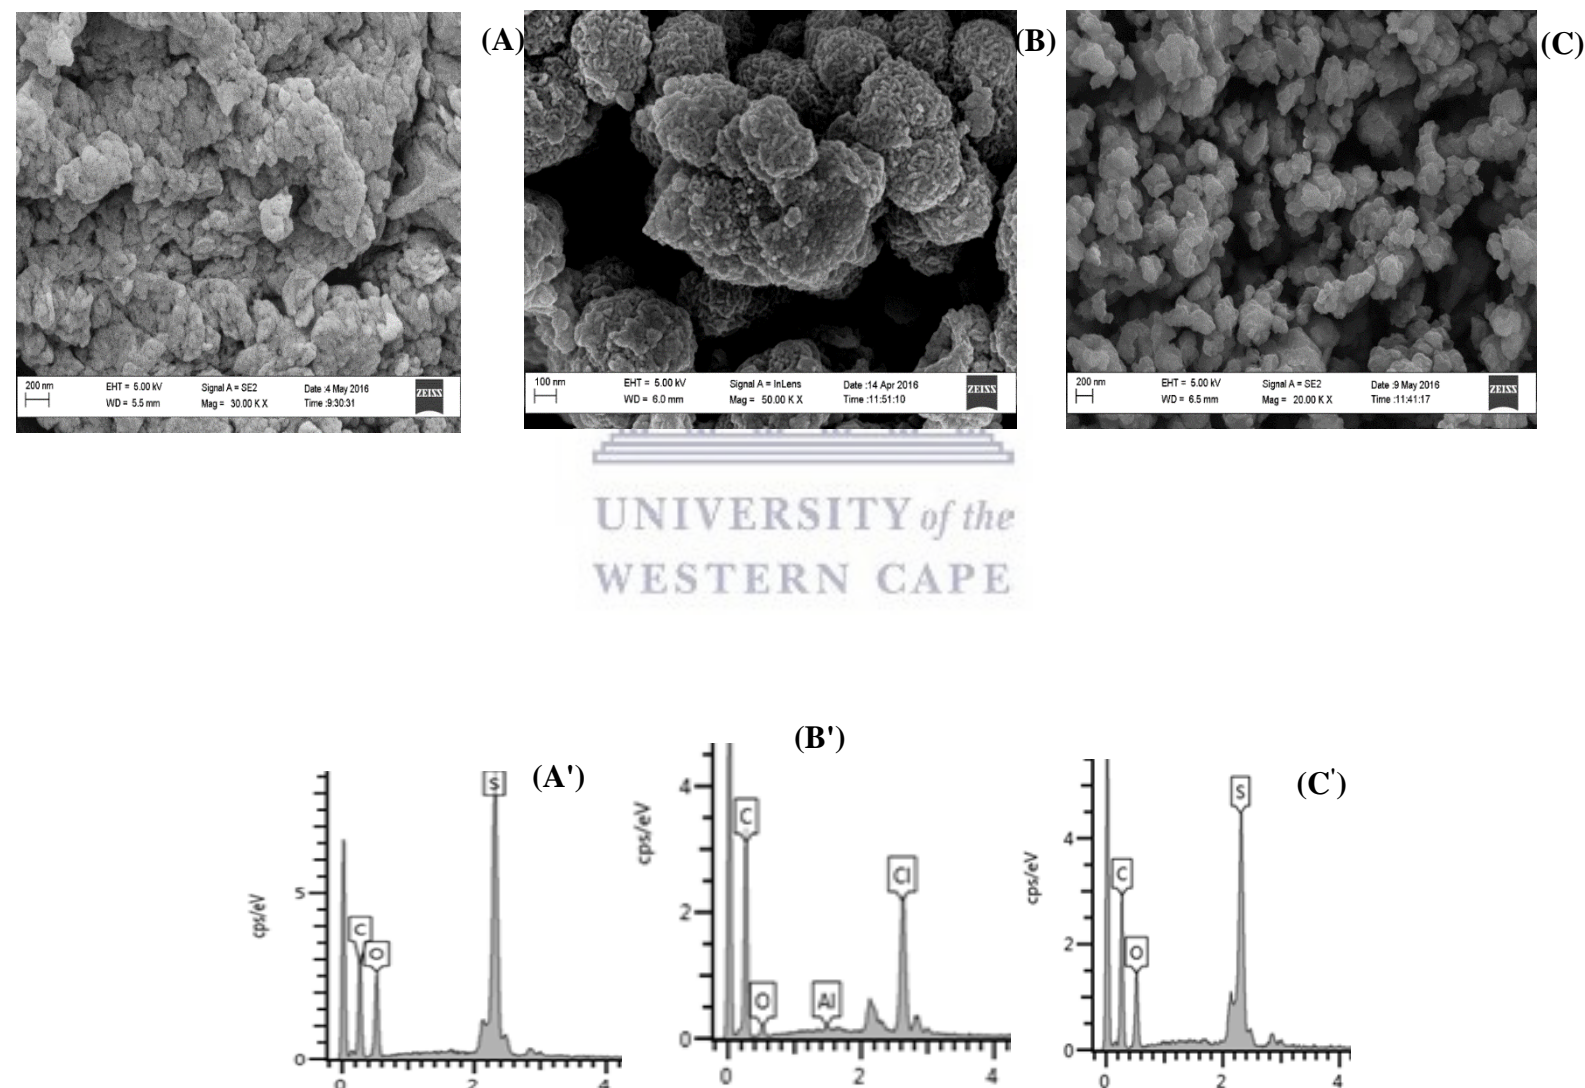 (A)
(B)
(C)
200 nm
EHT = 5.00 kV
Signal A = SE2
Date :4 May 2016
WD = 5.5 mm
Mag = 30.00 K X
Time :9:30:31
ZEISS
100 nm
EHT = 5.00 kV
Signal A = InLens
Date :14 Apr 2016
WD = 6.0 mm
Mag = 50.00 K X
Time :11:51:10
ZEISS
200 nm
EHT = 5.00 kV
Signal A = SE2
Date :9 May 2016
WD = 6.5 mm
Mag = 20.00 K X
Time :11:41:17
ZEISS
UNIVERSITY of the
WESTERN CAPE
(A')
S
C
O
cps/eV
5
0
0 2 4
(B')
C
Cl
O
Al
cps/eV
4
2
0
0 2 4
(C')
S
C
O
cps/eV
4
2
0
0 2 4